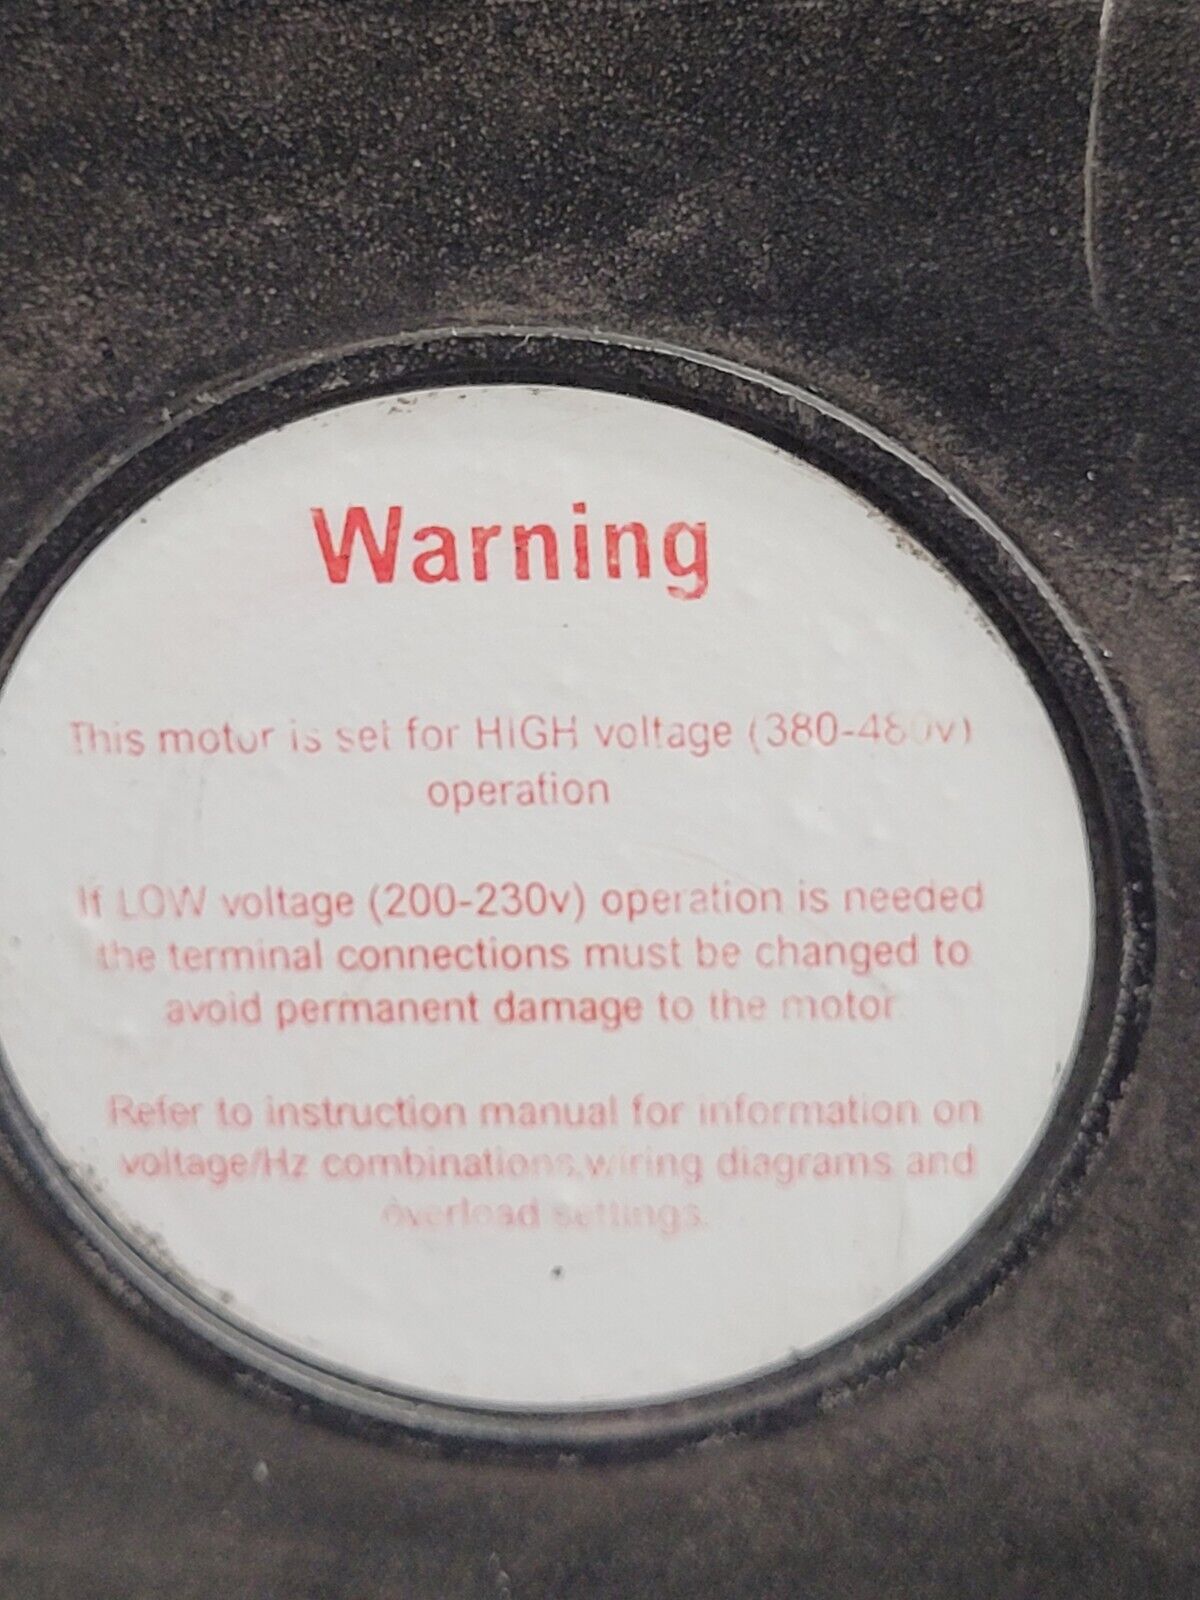 Warning
This motor is set for HIGH voltage (380-480v)
operation
If LOW voltage (200-230v) operation is needed
the terminal connections must be changed to
avoid permanent damage to the motor.
Refer to instruction manual for information on
voltage/Hz combinations,wiring diagrams and
overload settings.